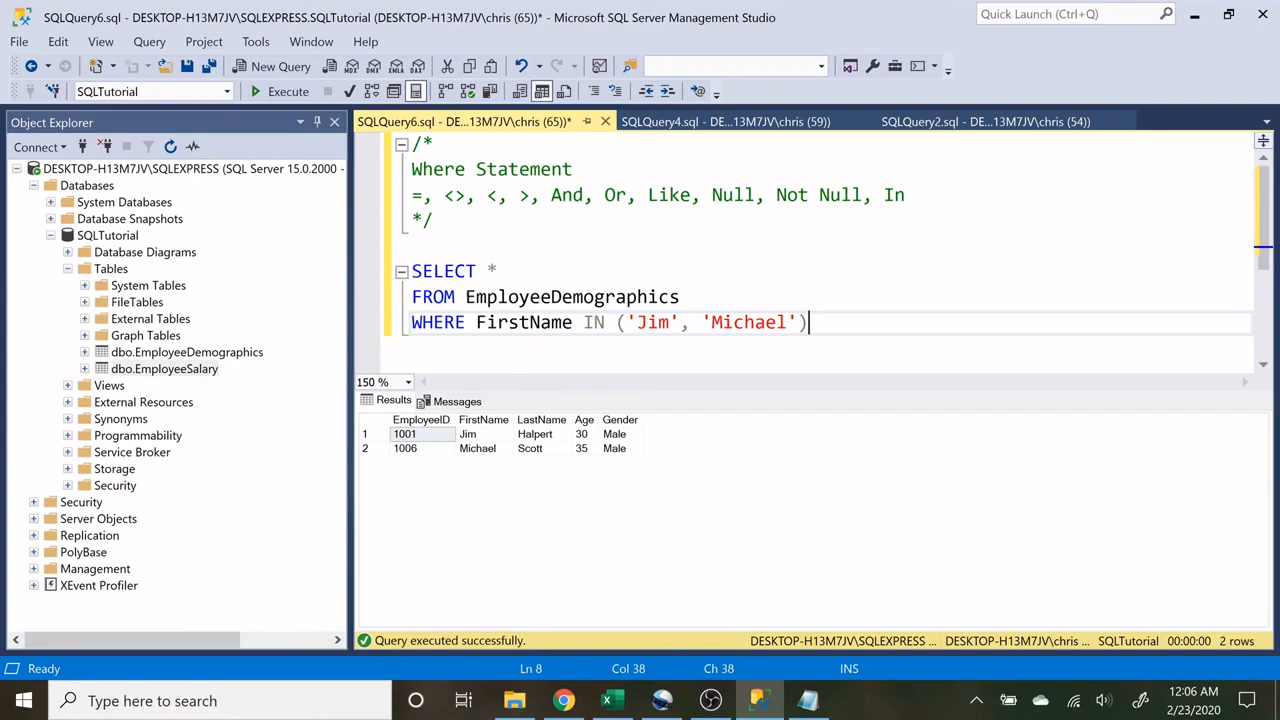 SQLQuery6.sql - DESKTOP-H13M7JV\SQLEXPRESS.SQLTutorial (DESKTOP-H13M7JV\chris (65))* - Microsoft SQL Server Management Studio
Quick Launch (Ctrl+Q)
File Edit View Query Project Tools Window Help
New Query MDX DMX XMLA DAX
SQLTutorial Execute
Object Explorer
SQLQuery6.sql - DE...13M7JV\chris (65))* SQLQuery4.sql - DE...13M7JV\chris (59)) SQLQuery2.sql - DE...13M7JV\chris (54))
Connect
DESKTOP-H13M7JV\SQLEXPRESS (SQL Server 15.0.2000 -
Databases
System Databases
Database Snapshots
SQLTutorial
Database Diagrams
Tables
System Tables
FileTables
External Tables
Graph Tables
dbo.EmployeeDemographics
dbo.EmployeeSalary
Views
External Resources
Synonyms
Programmability
Service Broker
Storage
Security
Security
Server Objects
Replication
PolyBase
Management
XEvent Profiler
/*
Where Statement
=, <>, <, >, And, Or, Like, Null, Not Null, In
*/
SELECT *
FROM EmployeeDemographics
WHERE FirstName IN ('Jim', 'Michael')
150 %
Results Messages
EmployeeID FirstName LastName Age Gender
1 1001 Jim Halpert 30 Male
2 1006 Michael Scott 35 Male
Query executed successfully. DESKTOP-H13M7JV\SQLEXPRESS ... DESKTOP-H13M7JV\chris ... SQLTutorial 00:00:00 2 rows
Ready Ln 8 Col 38 Ch 38 INS
Type here to search
12:06 AM
2/23/2020